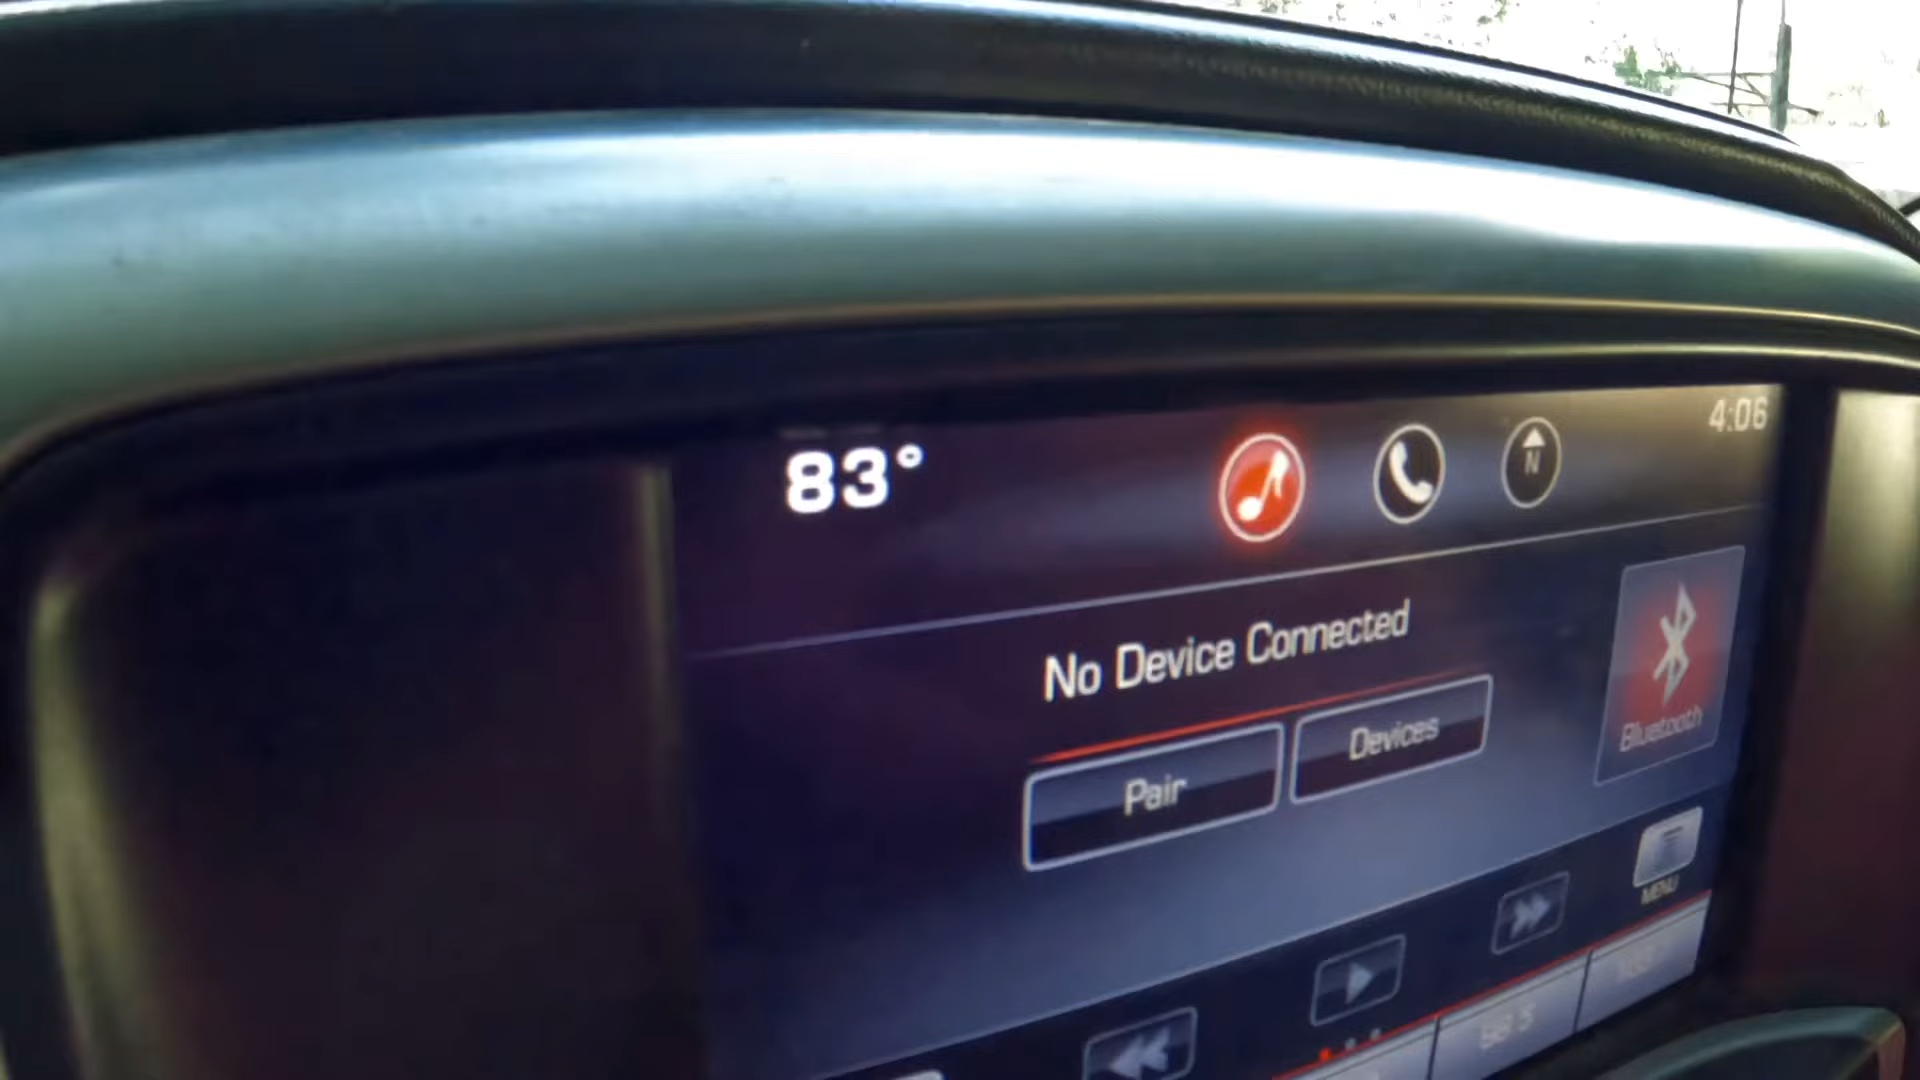 83°
N
4:06
No Device Connected
Pair
Devices
Bluetooth
MENU